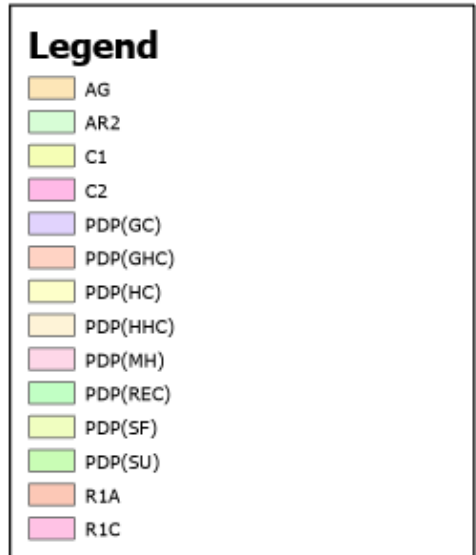 Legend
AG
AR2
C1
C2
PDP(GC)
PDP(GHC)
PDP(HC)
PDP(HHC)
PDP(MH)
PDP(REC)
PDP(SF)
PDP(SU)
R1A
R1C